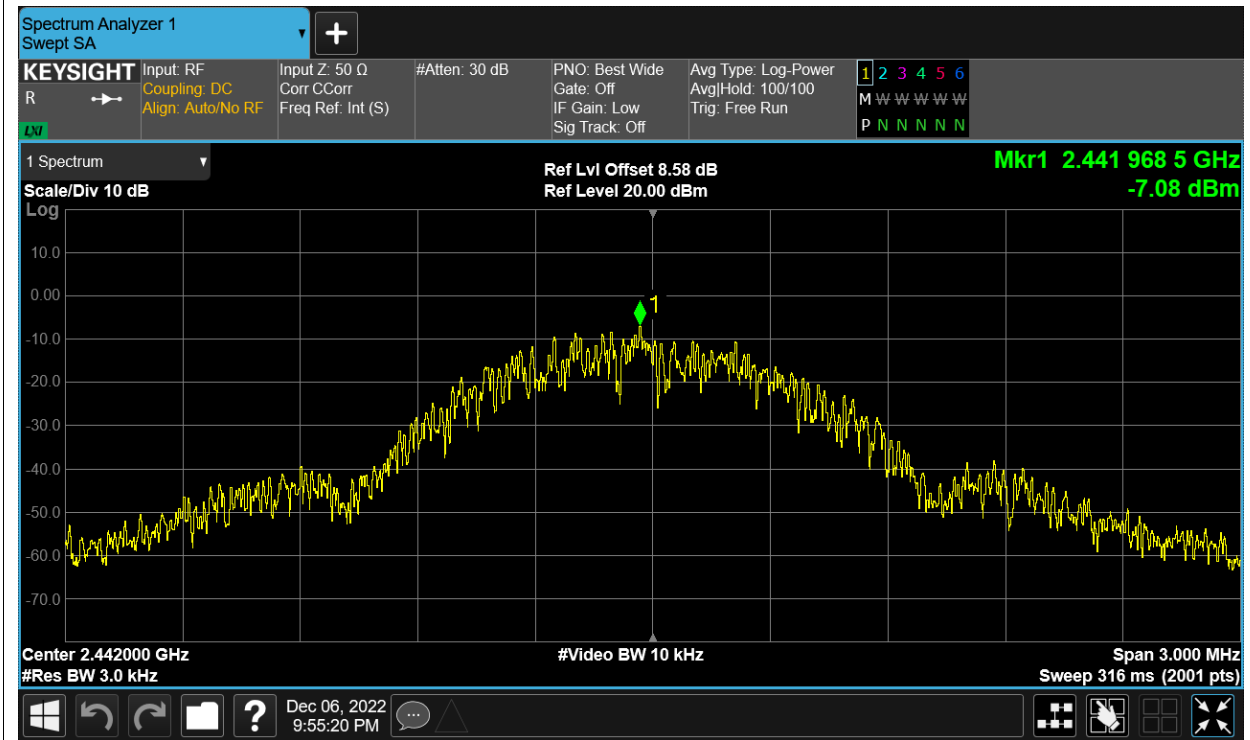 Spectrum Analyzer 1
Swept SA
+
KEYSIGHT
R
LXI
Input: RF
Coupling: DC
Align: Auto/No RF
Input Z: 50 Ω
Corr CCorr
Freq Ref: Int (S)
#Atten: 30 dB
PNO: Best Wide
Gate: Off
IF Gain: Low
Sig Track: Off
Avg Type: Log-Power
Avg|Hold: 100/100
Trig: Free Run
1 2 3 4 5 6
M W W W W W W
P N N N N N N
1 Spectrum
Scale/Div 10 dB
Log
Ref Lvl Offset 8.58 dB
Ref Level 20.00 dBm
Mkr1 2.441 968 5 GHz
-7.08 dBm
10.0
0.00
-10.0
-20.0
-30.0
-40.0
-50.0
-60.0
-70.0
1
Center 2.442000 GHz
#Res BW 3.0 kHz
#Video BW 10 kHz
Span 3.000 MHz
Sweep 316 ms (2001 pts)
?
Dec 06, 2022
9:55:20 PM